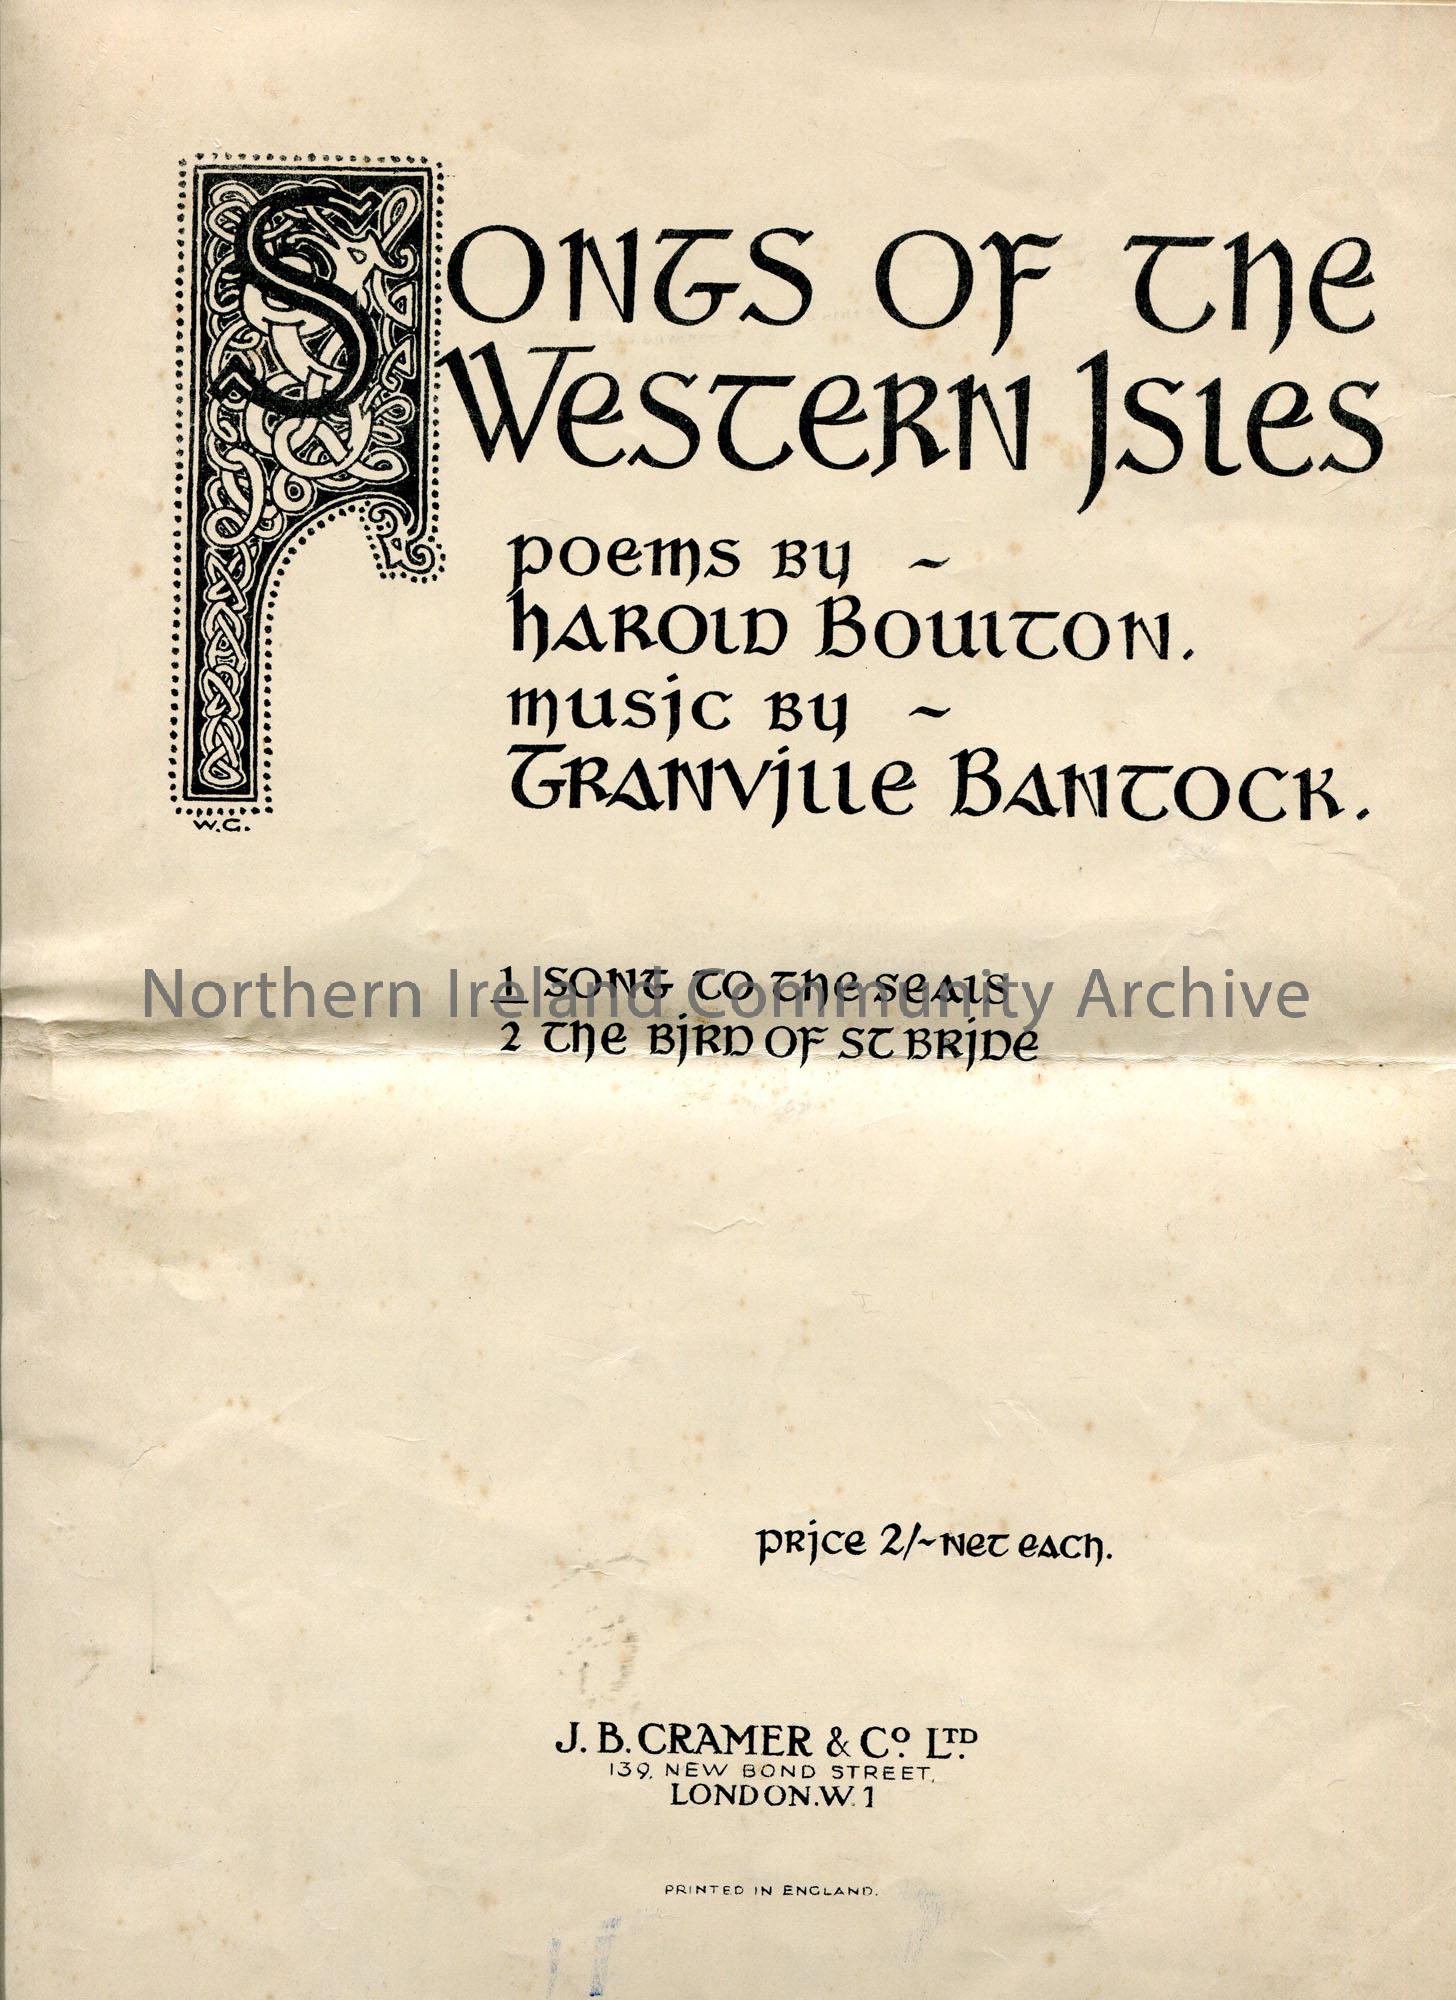 SONGS OF THE
WESTERN ISLES
POEMS BY ~
HAROLD BOULTON.
MUSIC BY ~
GRANVILLE BANTOCK.
W.G.
1 SONG TO THE SEALS
Northern Ireland Community Archive
2 THE BIRD OF ST BRIDE
PRICE 2/~ NET EACH.
J. B. CRAMER & CO. LTD.
139, NEW BOND STREET,
LONDON. W. 1
PRINTED IN ENGLAND.